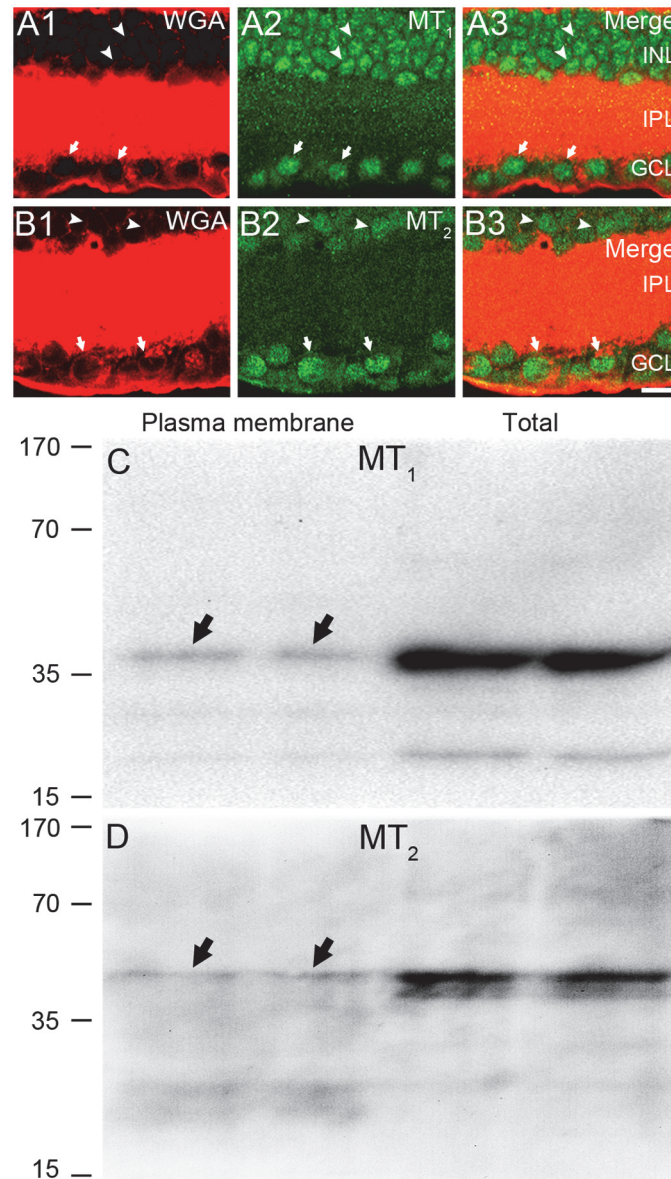 A1 WGA
A2 MT1
A3 Merge
INL
IPL
GCL
B1 WGA
B2 MT2
B3
Merge
IPL
GCL
Plasma membrane Total
C MT1
170
70
35
15
D MT2
170
70
35
15